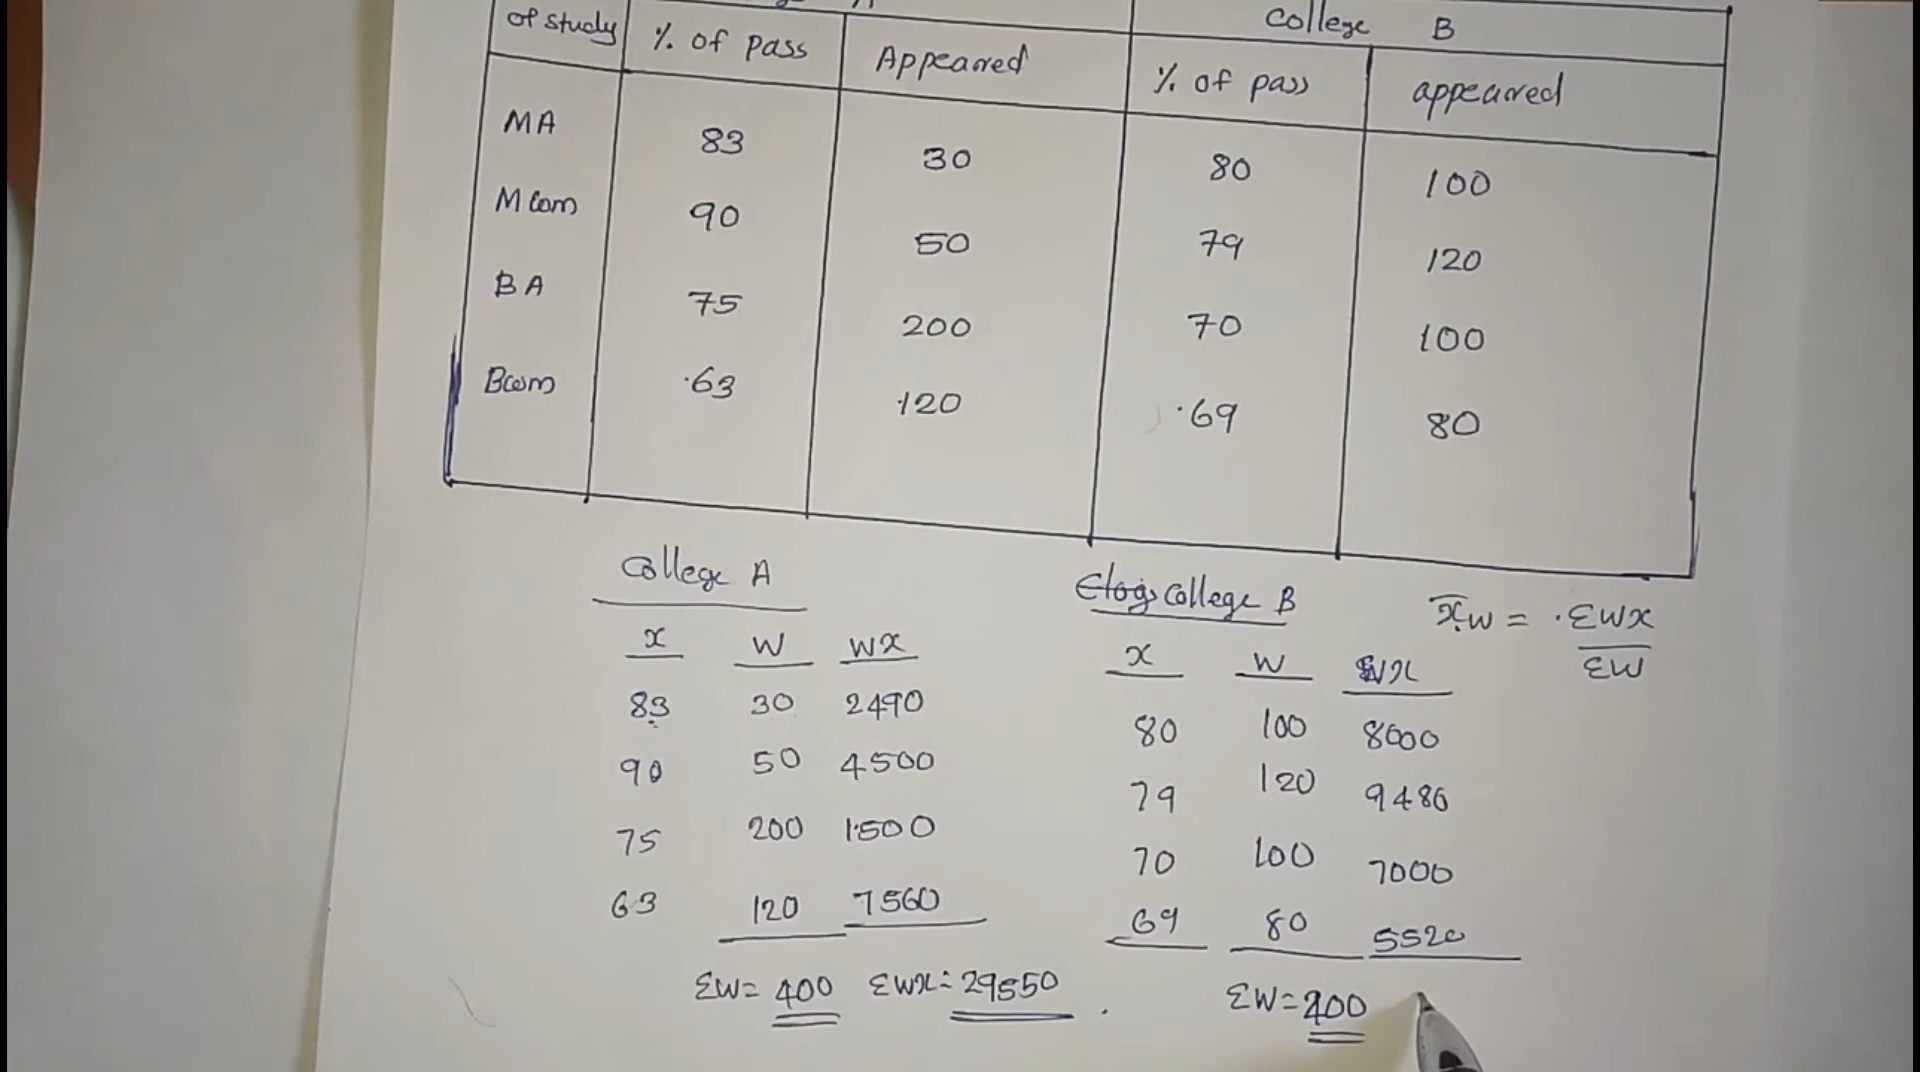 College B
of study % of pass Appeared % of pass appeared
MA 83 30 80 100
M Com 90 50 79 120
BA 75 200 70 100
Bcom 63 120 69 80
College A College B x̄w = ΣWx
x W Wx x W Wx ΣW
83 30 2490 80 100 8000
90 50 4500 79 120 9480
75 200 1500 70 100 7000
63 120 7560 69 80 5520
ΣW = 400 ΣWx = 29550 ΣW = 400